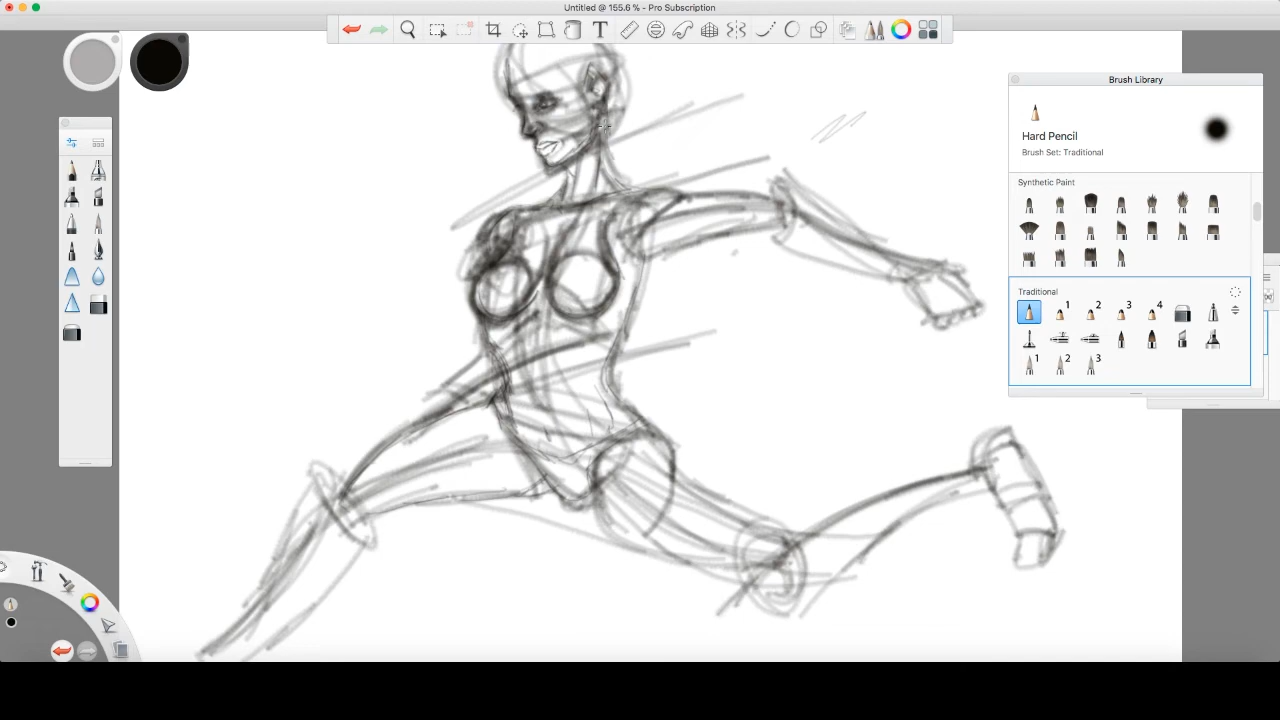 Untitled @ 155.6 % - Pro Subscription
T
Brush Library
Hard Pencil
Brush Set: Traditional
Synthetic Paint
Traditional
1 2 3 4
1 2 3